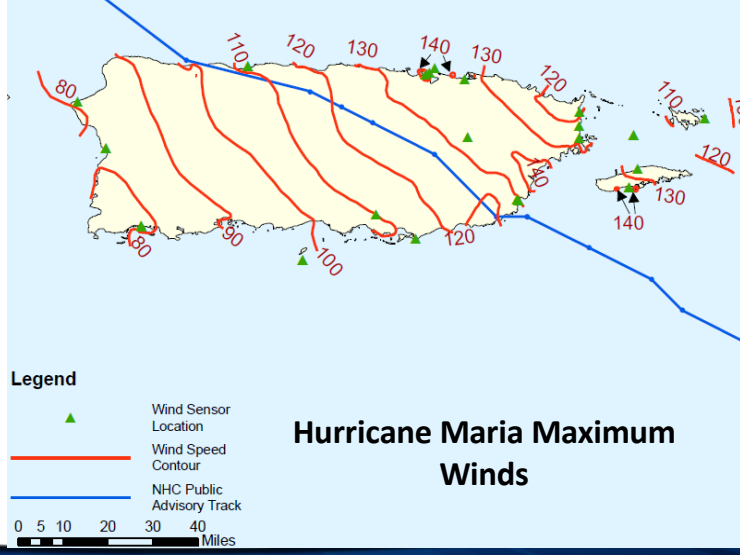 110
120
130
140
130
120
80
110
120
140
130
140
80
90
100
120
Legend
Wind Sensor
Location
Wind Speed
Contour
NHC Public
Advisory Track
0 5 10 20 30 40
Miles
Hurricane Maria Maximum
Winds